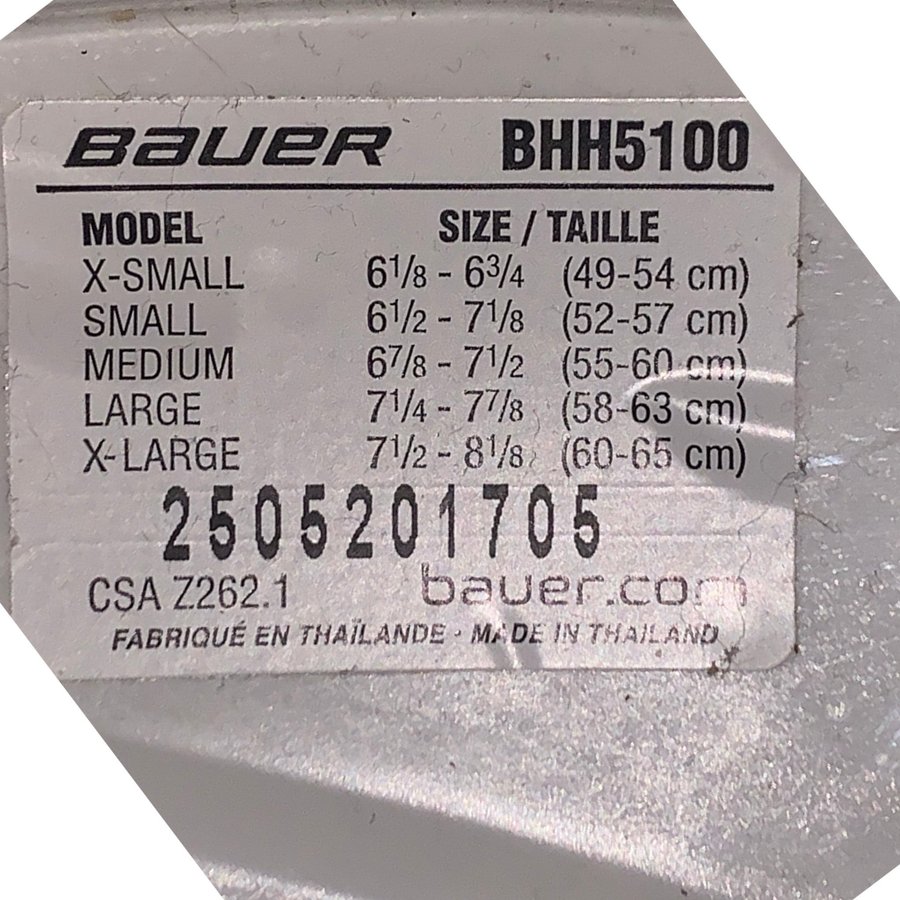 BAUER BHH5100
MODEL SIZE / TAILLE
X-SMALL 6 1/8 - 6 3/4 (49-54 cm)
SMALL 6 1/2 - 7 1/8 (52-57 cm)
MEDIUM 6 7/8 - 7 1/2 (55-60 cm)
LARGE 7 1/4 - 7 7/8 (58-63 cm)
X-LARGE 7 1/2 - 8 1/8 (60-65 cm)
2505201705
CSA Z262.1 bauer.com
FABRIQUÉ EN THAÏLANDE · MADE IN THAILAND